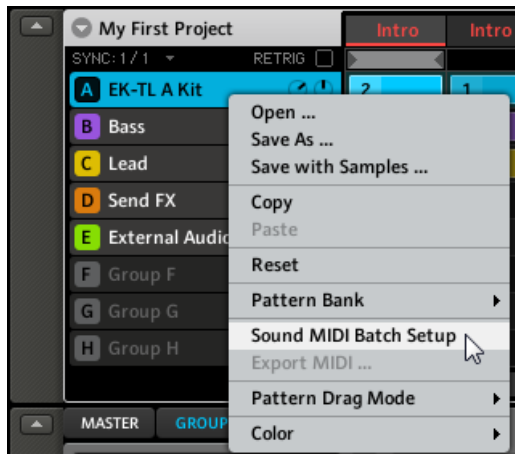 My First Project
Intro
Intro
SYNC: 1 / 1
RETRIG
A EK-TL A Kit
2
1
B Bass
C Lead
D Send FX
E External Audio
F Group F
G Group G
H Group H
Open ...
Save As ...
Save with Samples ...
Copy
Paste
Reset
Pattern Bank
Sound MIDI Batch Setup
Export MIDI ...
Pattern Drag Mode
Color
MASTER
GROUP